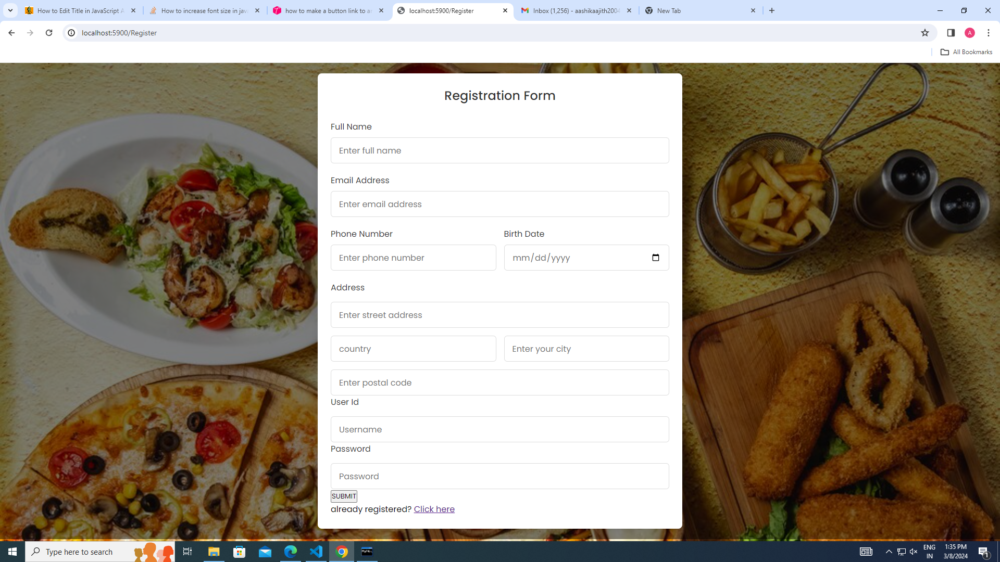 How to Edit Title in JavaScript A
How to increase font size in java
how to make a button link to an
localhost:5900/Register
Inbox (1,256) - aashikaajith2004
New Tab
localhost:5900/Register
A
All Bookmarks
Registration Form
Full Name
Enter full name
Email Address
Enter email address
Phone Number Birth Date
Enter phone number mm/dd/yyyy
Address
Enter street address
country Enter your city
Enter postal code
User Id
Username
Password
Password
SUBMIT
already registered? Click here
Type here to search
ENG
IN
1:35 PM
3/8/2024
1